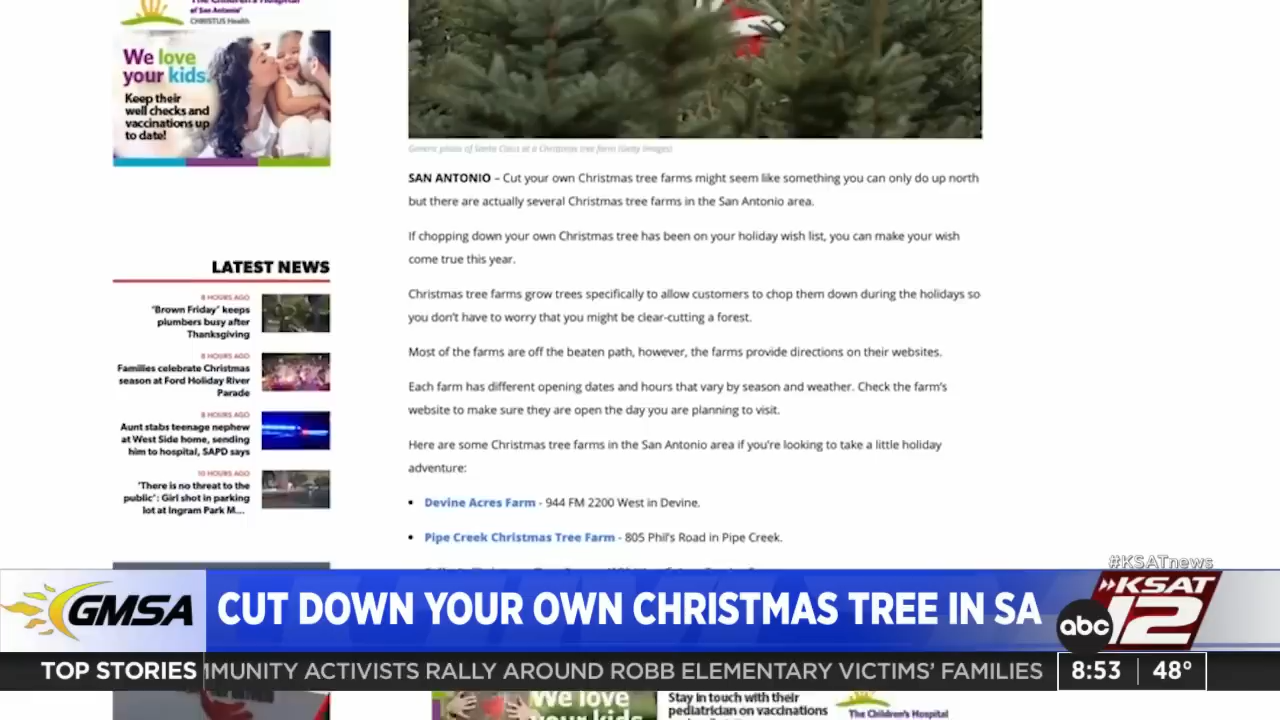 The Children's Hospital
of San Antonio
CHRISTUS Health
We love
your kids.
Keep their
well checks and
vaccinations up
to date!
LATEST NEWS
8 HOURS AGO
'Brown Friday' keeps
plumbers busy after
Thanksgiving
8 HOURS AGO
Families celebrate Christmas
season at Ford Holiday River
Parade
8 HOURS AGO
Aunt stabs teenage nephew
at West Side home, sending
him to hospital, SAPD says
10 HOURS AGO
'There is no threat to the
public': Girl shot in parking
lot at Ingram Park M...
Generic photo of Santa Claus at a Christmas tree farm (Getty Images)
SAN ANTONIO – Cut your own Christmas tree farms might seem like something you can only do up north
but there are actually several Christmas tree farms in the San Antonio area.
If chopping down your own Christmas tree has been on your holiday wish list, you can make your wish
come true this year.
Christmas tree farms grow trees specifically to allow customers to chop them down during the holidays so
you don't have to worry that you might be clear-cutting a forest.
Most of the farms are off the beaten path, however, the farms provide directions on their websites.
Each farm has different opening dates and hours that vary by season and weather. Check the farm's
website to make sure they are open the day you are planning to visit.
Here are some Christmas tree farms in the San Antonio area if you're looking to take a little holiday
adventure:
• Devine Acres Farm - 944 FM 2200 West in Devine.
• Pipe Creek Christmas Tree Farm - 805 Phil's Road in Pipe Creek.
#KSATnews
GMSA
CUT DOWN YOUR OWN CHRISTMAS TREE IN SA
abc
KSAT
12
TOP STORIES
MMUNITY ACTIVISTS RALLY AROUND ROBB ELEMENTARY VICTIMS' FAMILIES
8:53
48°
We love
your kids
Stay in touch with their
pediatrician on vaccinations
The Children's Hospital